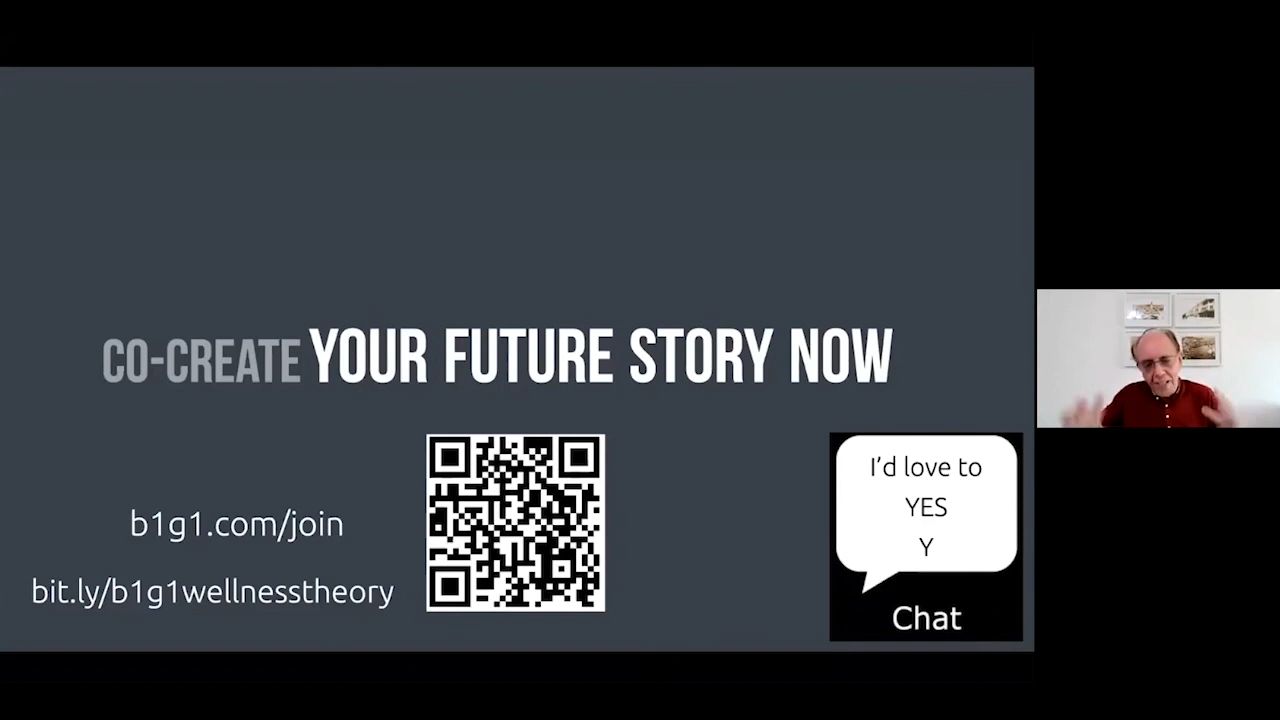 CO-CREATE YOUR FUTURE STORY NOW
b1g1.com/join
bit.ly/b1g1wellnesstheory
I’d love to
YES
Y
Chat